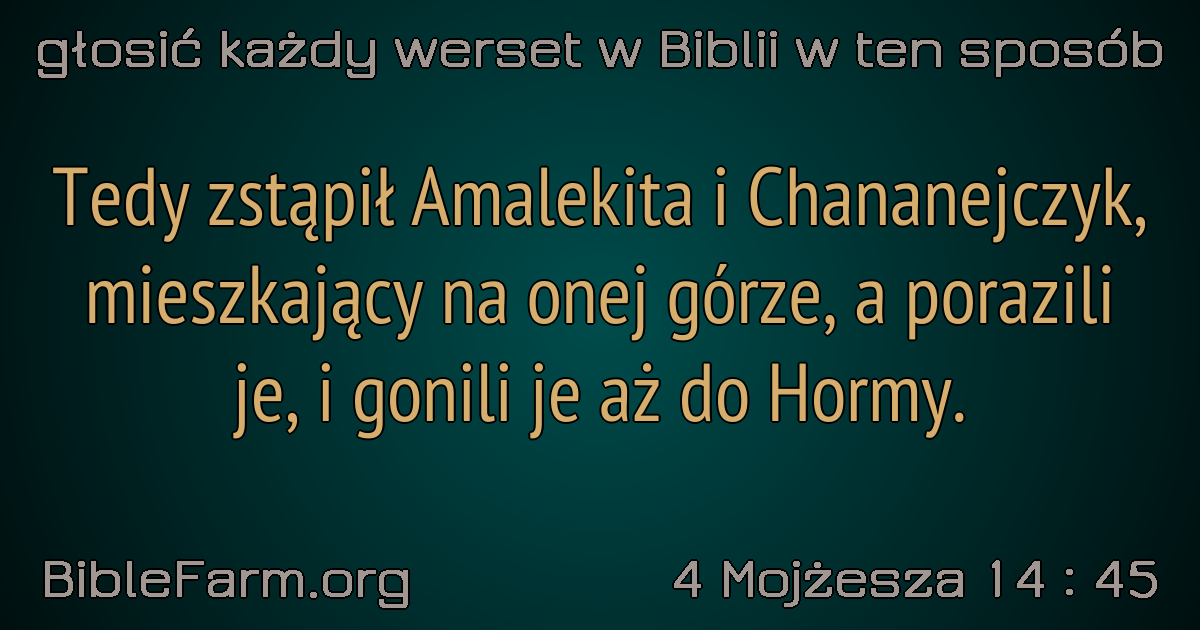 głosić każdy werset w Biblii w ten sposób
Tedy zstąpił Amalekita i Chananejczyk,
mieszkający na onej górze, a porazili
je, i gonili je aż do Hormy.
BibleFarm.org
4 Mojżesza 14 : 45